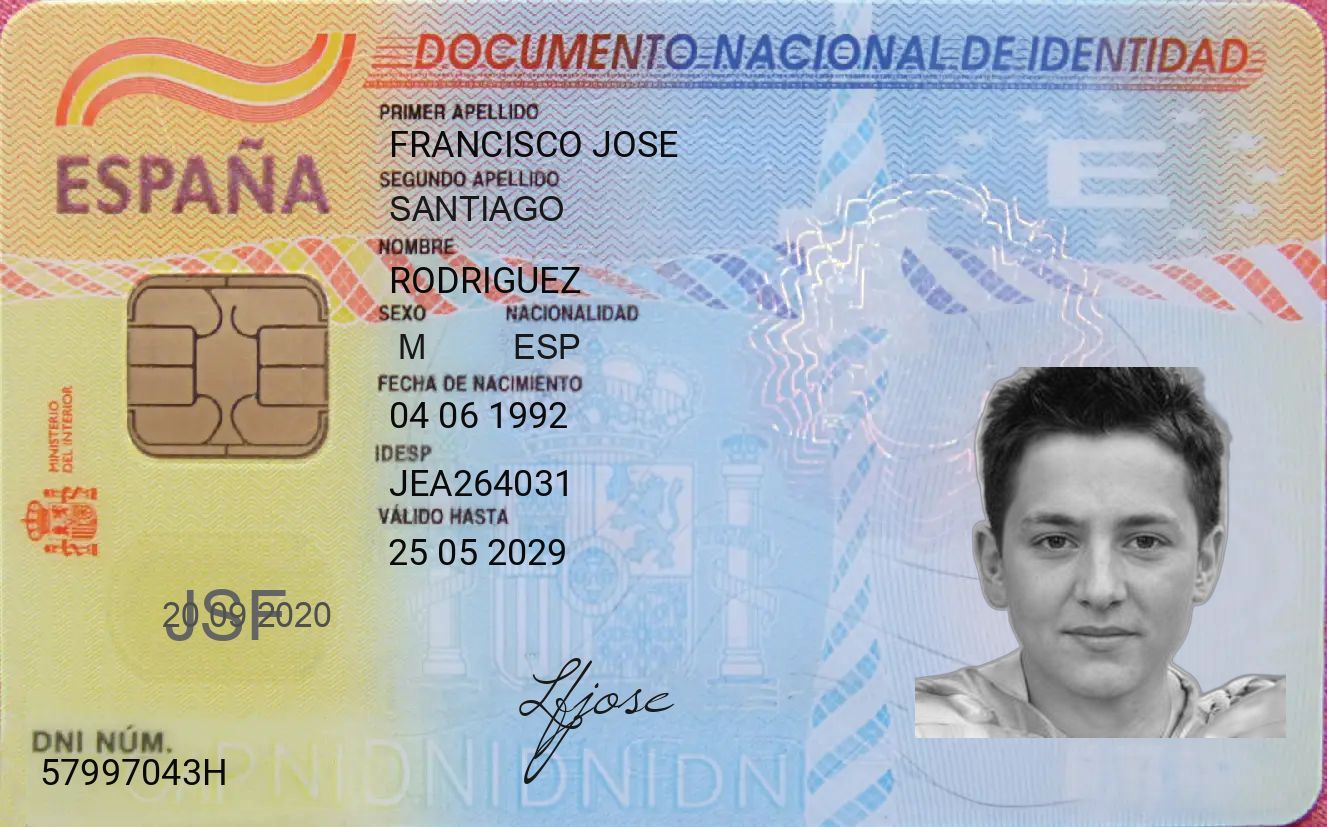 DOCUMENTO NACIONAL DE IDENTIDAD
ESPAÑA
PRIMER APELLIDO
FRANCISCO JOSE
SEGUNDO APELLIDO
SANTIAGO
NOMBRE
RODRIGUEZ
SEXO NACIONALIDAD
M ESP
FECHA DE NACIMIENTO
04 06 1992
IDESP
JEA264031
VÁLIDO HASTA
25 05 2029
MINISTERIO
DEL INTERIOR
E
JSF
20 09 2020
DNI NÚM.
57997043H
DNIDNIDNIDNI